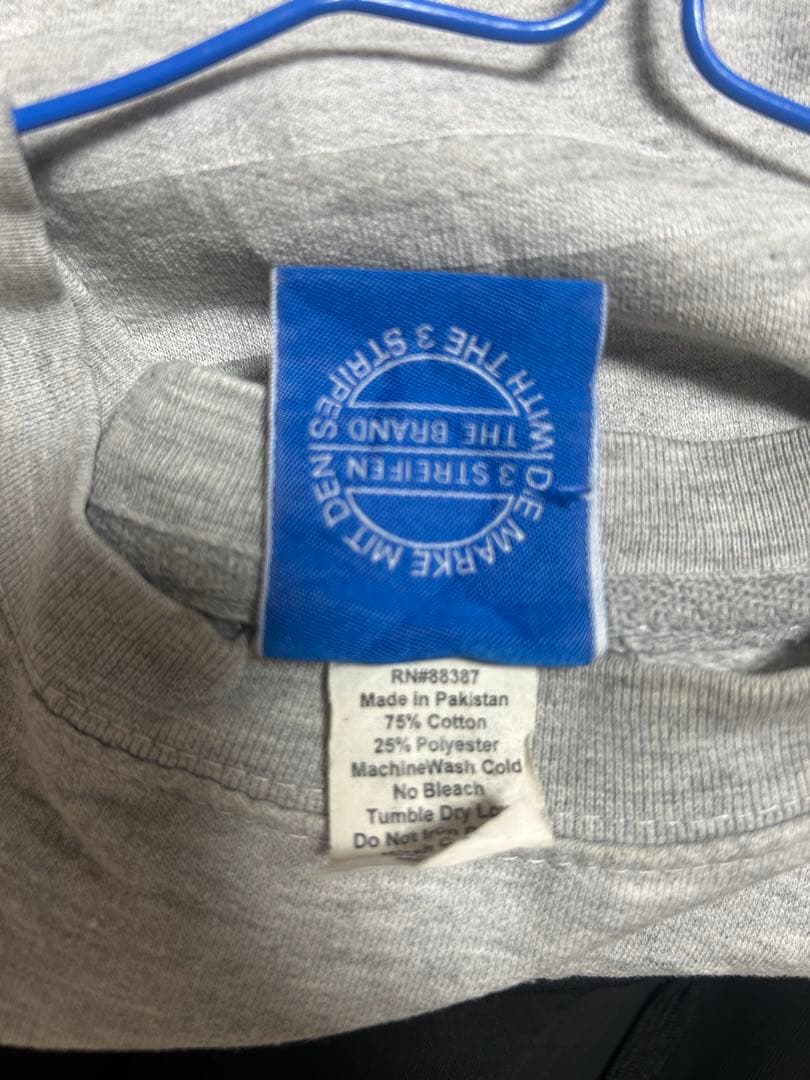 DIE MARKE MIT DEN
3 STREIFEN
THE BRAND
WITH THE 3 STRIPES
RN#88387
Made in Pakistan
75% Cotton
25% Polyester
MachineWash Cold
No Bleach
Tumble Dry
Do Not Iron